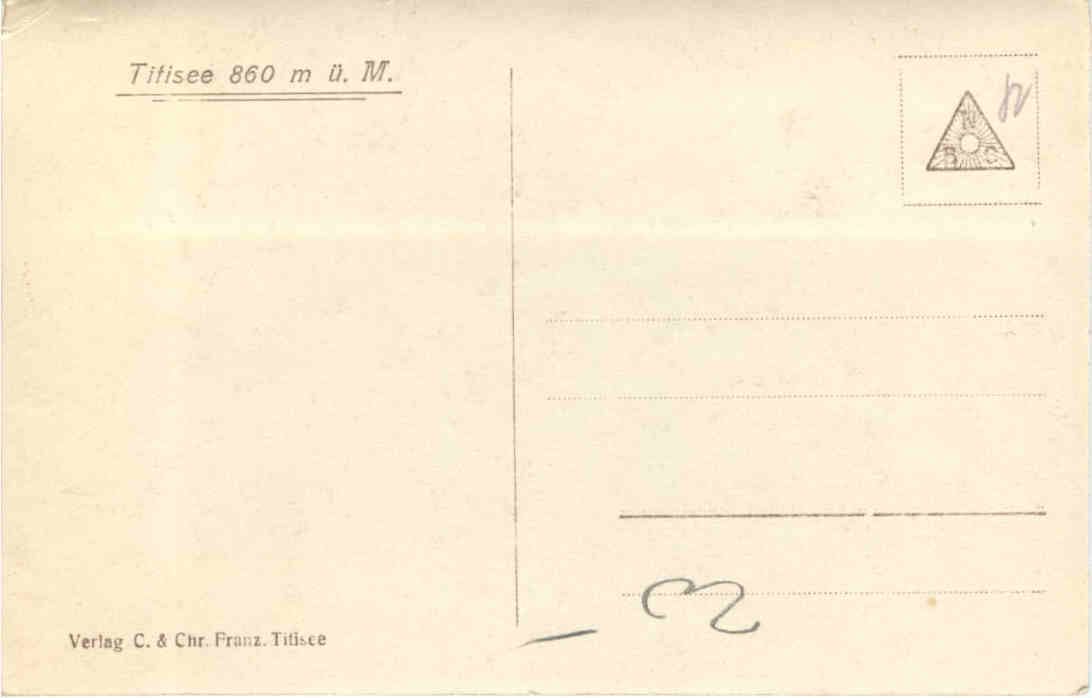 Titisee 860 m ü. M.
N
B C
Verlag C. & Chr. Franz. Titisee